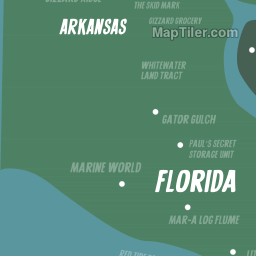 THE SKID MARK
GIZZARD GROCERY
ARKANSAS
MapTiler.com
WHITEWATER
LAND TRACT
GATOR GULCH
PAUL'S SECRET
STORAGE UNIT
MARINE WORLD
FLORIDA
MAR-A LOG FLUME